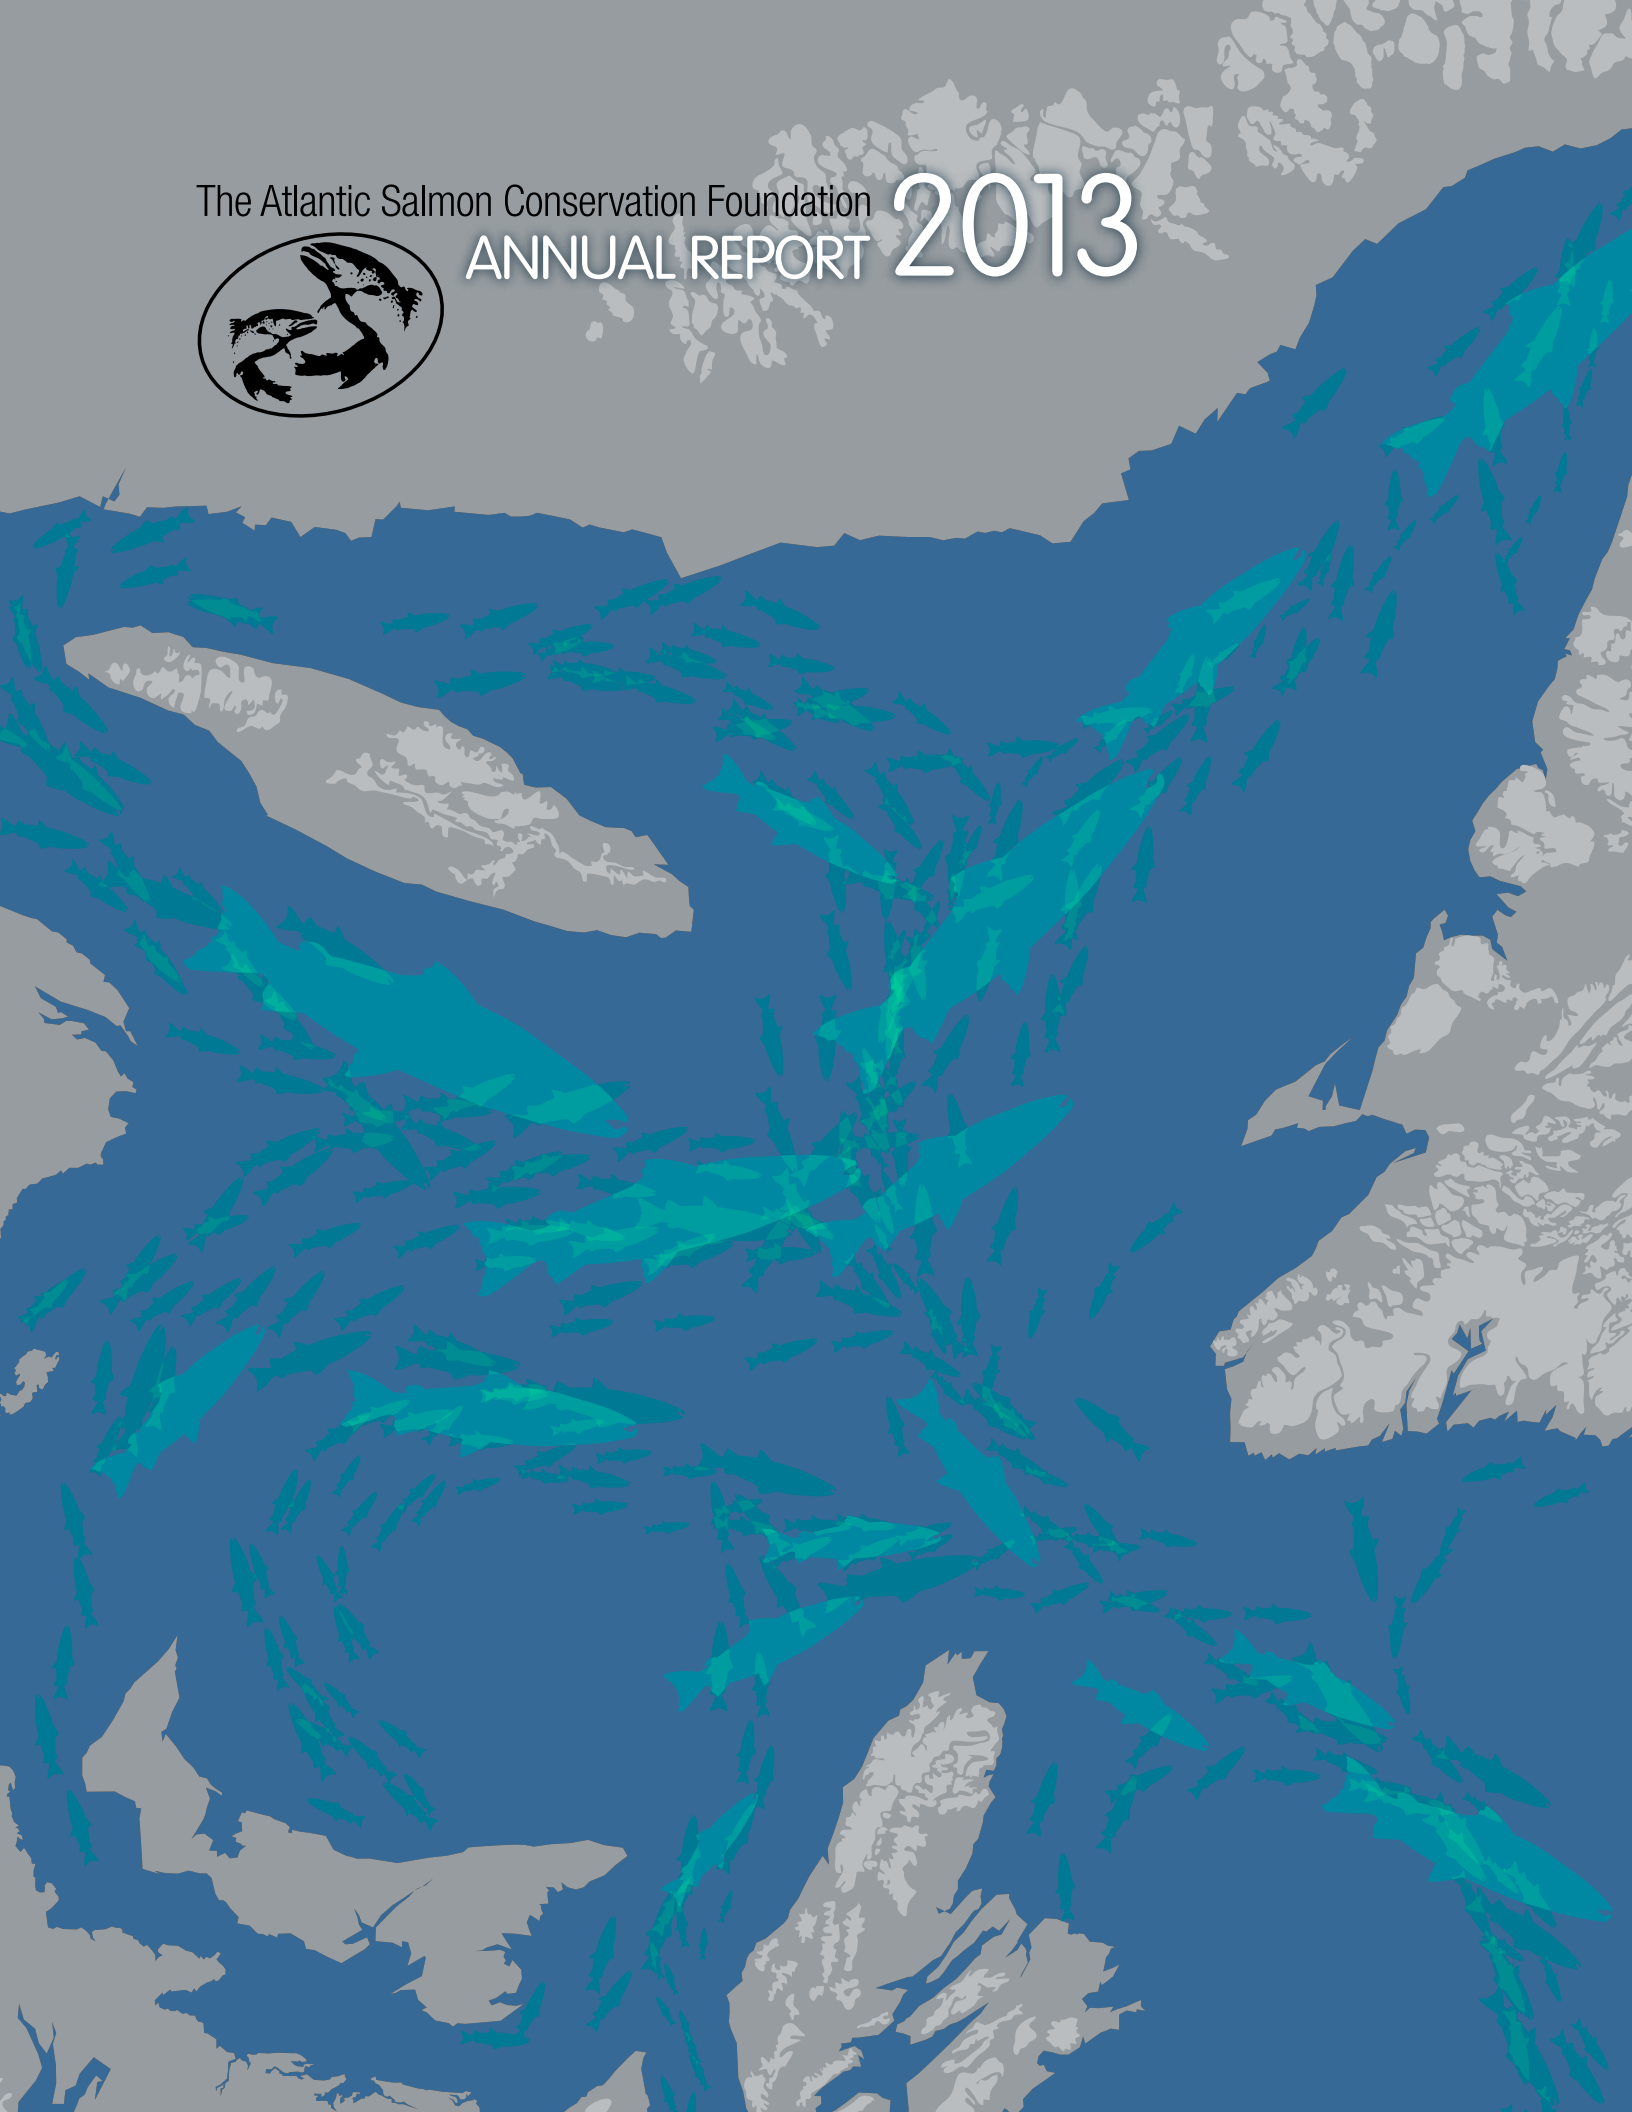 The Atlantic Salmon Conservation Foundation
ANNUAL REPORT 2013